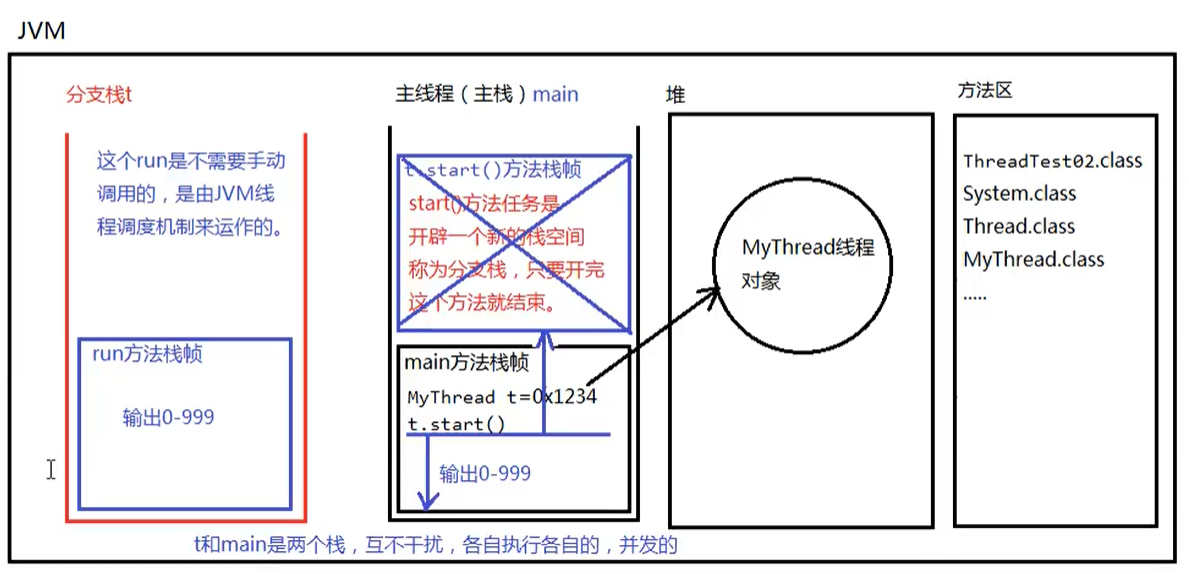 JVM
分支栈t
这个run是不需要手动
调用的，是由JVM线
程调度机制来运作的。
run方法栈帧
输出0-999
主线程（主栈）main
t.start()方法栈帧
start()方法任务是
开辟一个新的栈空间
称为分支栈，只要开完
这个方法就结束。
main方法栈帧
MyThread t=0x1234
t.start()
输出0-999
堆
MyThread线程
对象
方法区
ThreadTest02.class
System.class
Thread.class
MyThread.class
.....
t和main是两个栈，互不干扰，各自执行各自的，并发的